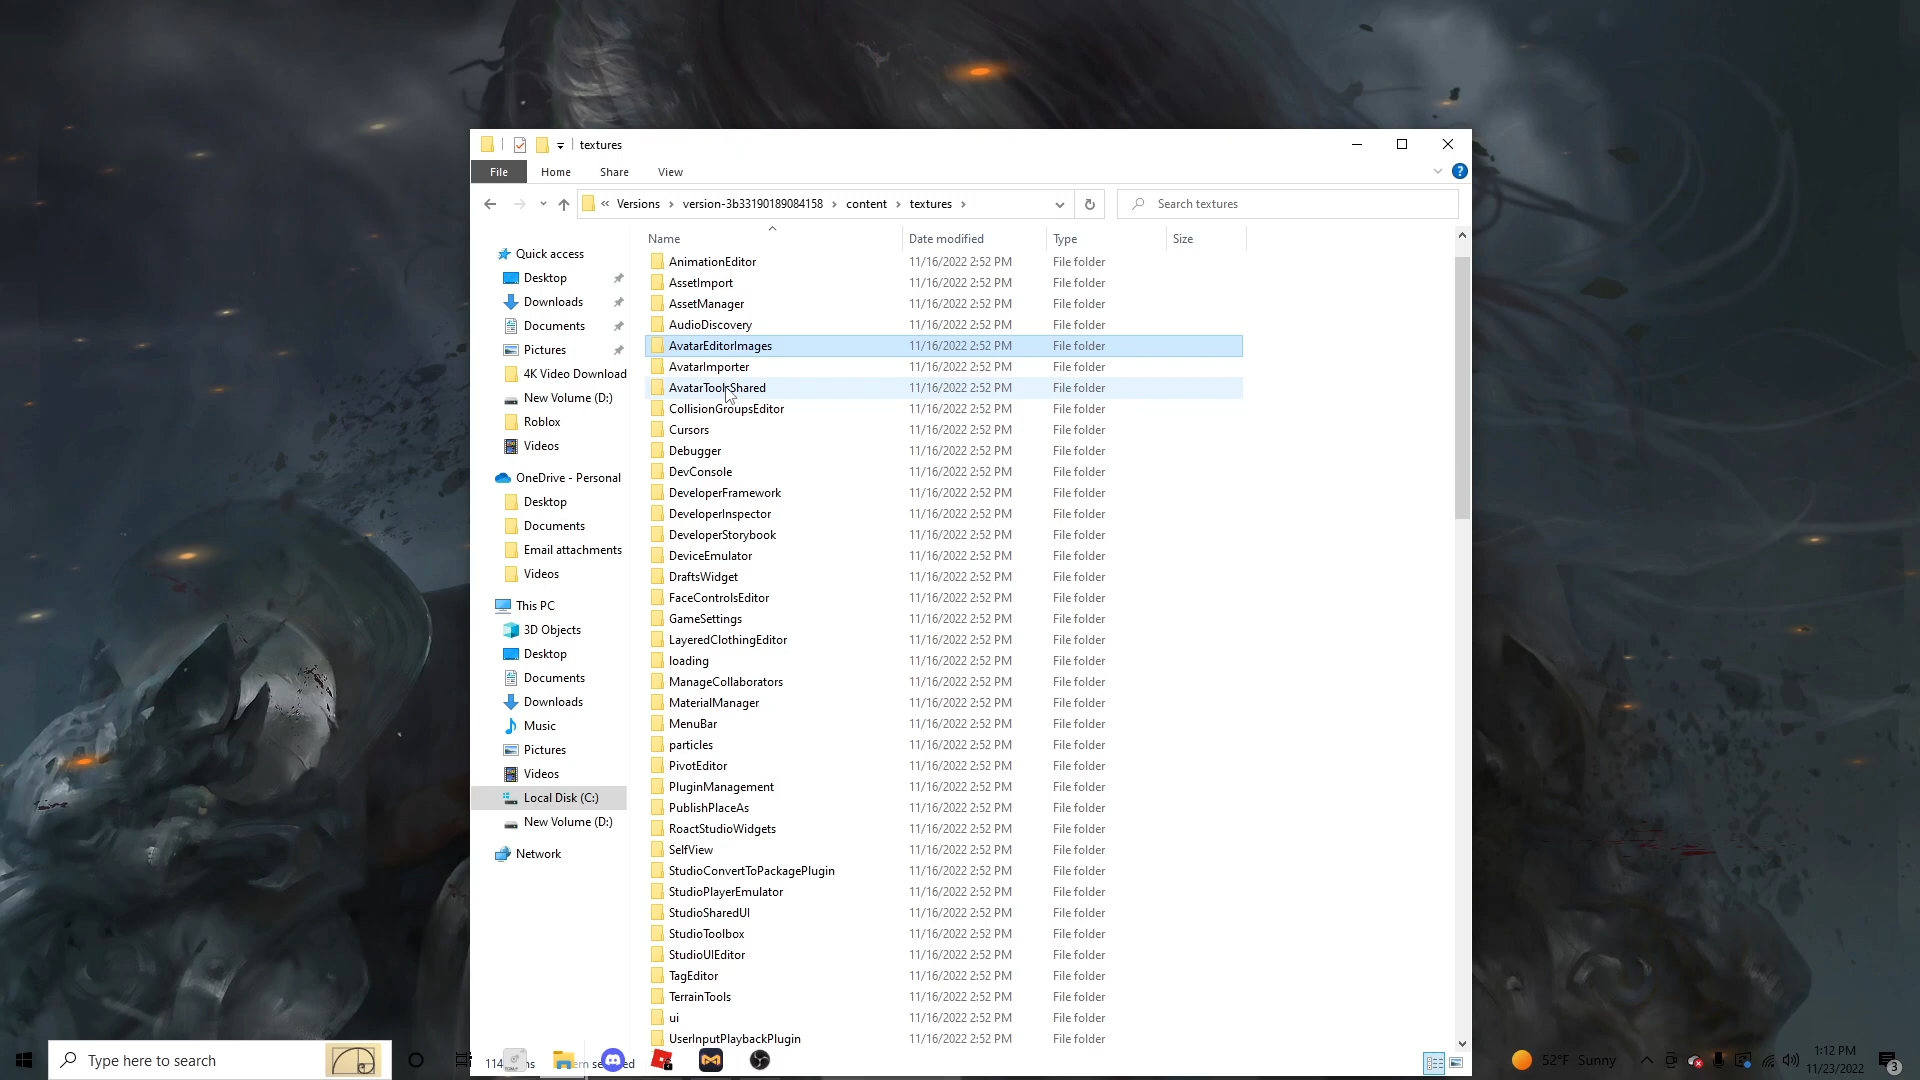 textures
File
Home
Share
View
« Versions › version-3b33190189084158 › content › textures ›
Search textures
Name
Date modified
Type
Size
Quick access
Desktop
Downloads
Documents
Pictures
4K Video Download
New Volume (D:)
Roblox
Videos
OneDrive - Personal
Desktop
Documents
Email attachments
Videos
This PC
3D Objects
Desktop
Documents
Downloads
Music
Pictures
Videos
Local Disk (C:)
New Volume (D:)
Network
AnimationEditor 11/16/2022 2:52 PM File folder
AssetImport 11/16/2022 2:52 PM File folder
AssetManager 11/16/2022 2:52 PM File folder
AudioDiscovery 11/16/2022 2:52 PM File folder
AvatarEditorImages 11/16/2022 2:52 PM File folder
AvatarImporter 11/16/2022 2:52 PM File folder
AvatarToolsShared 11/16/2022 2:52 PM File folder
CollisionGroupsEditor 11/16/2022 2:52 PM File folder
Cursors 11/16/2022 2:52 PM File folder
Debugger 11/16/2022 2:52 PM File folder
DevConsole 11/16/2022 2:52 PM File folder
DeveloperFramework 11/16/2022 2:52 PM File folder
DeveloperInspector 11/16/2022 2:52 PM File folder
DeveloperStorybook 11/16/2022 2:52 PM File folder
DeviceEmulator 11/16/2022 2:52 PM File folder
DraftsWidget 11/16/2022 2:52 PM File folder
FaceControlsEditor 11/16/2022 2:52 PM File folder
GameSettings 11/16/2022 2:52 PM File folder
LayeredClothingEditor 11/16/2022 2:52 PM File folder
loading 11/16/2022 2:52 PM File folder
ManageCollaborators 11/16/2022 2:52 PM File folder
MaterialManager 11/16/2022 2:52 PM File folder
MenuBar 11/16/2022 2:52 PM File folder
particles 11/16/2022 2:52 PM File folder
PivotEditor 11/16/2022 2:52 PM File folder
PluginManagement 11/16/2022 2:52 PM File folder
PublishPlaceAs 11/16/2022 2:52 PM File folder
RoactStudioWidgets 11/16/2022 2:52 PM File folder
SelfView 11/16/2022 2:52 PM File folder
StudioConvertToPackagePlugin 11/16/2022 2:52 PM File folder
StudioPlayerEmulator 11/16/2022 2:52 PM File folder
StudioSharedUI 11/16/2022 2:52 PM File folder
StudioToolbox 11/16/2022 2:52 PM File folder
StudioUIEditor 11/16/2022 2:52 PM File folder
TagEditor 11/16/2022 2:52 PM File folder
TerrainTools 11/16/2022 2:52 PM File folder
ui 11/16/2022 2:52 PM File folder
UserInputPlaybackPlugin 11/16/2022 2:52 PM File folder
Type here to search
114
52°F Sunny
1:12 PM
11/23/2022
3